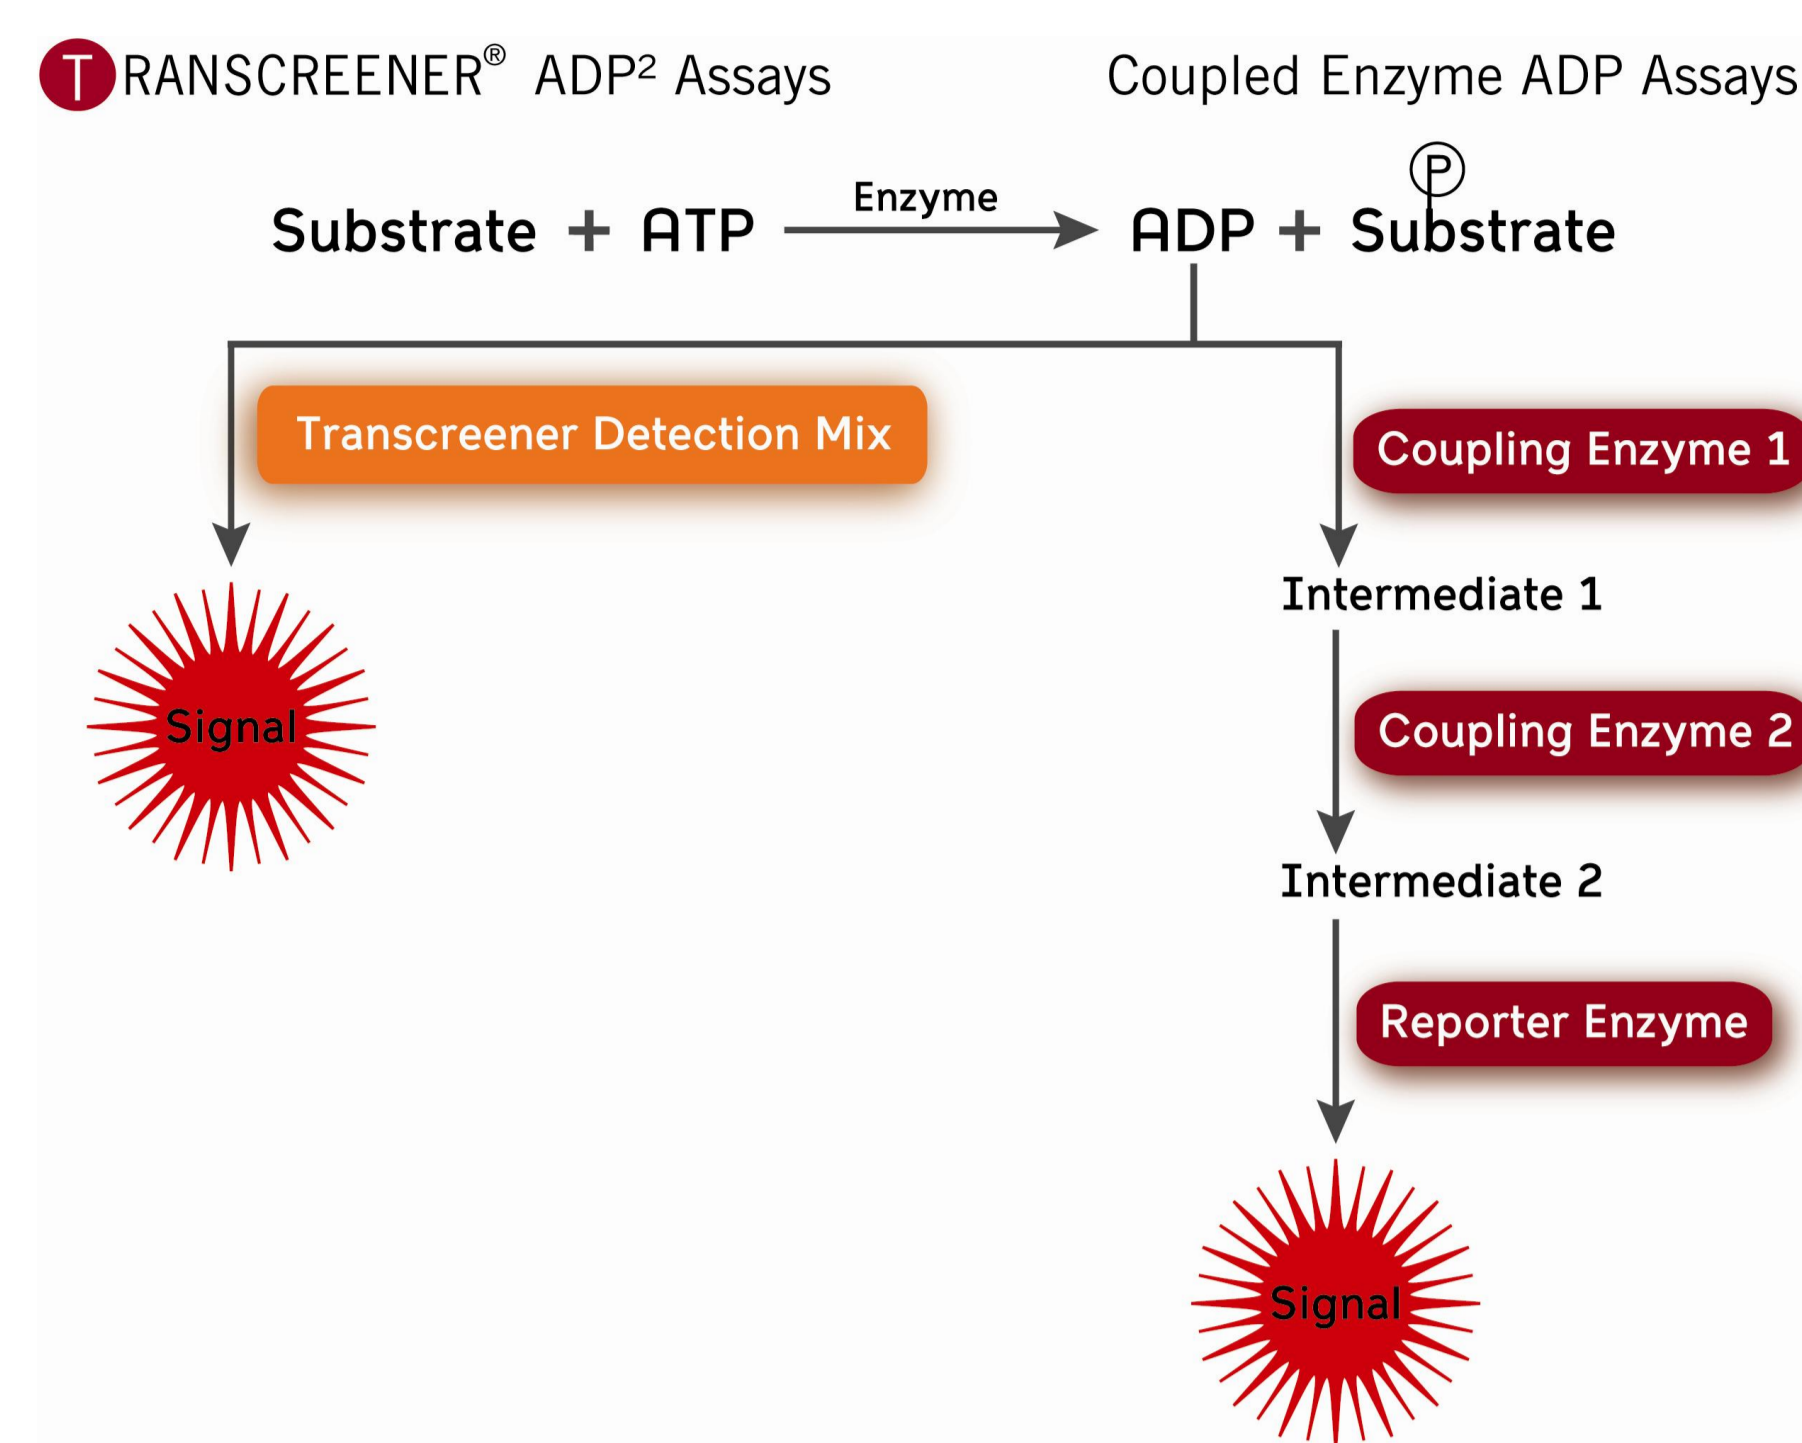 TRANSCREENER® ADP² Assays
Coupled Enzyme ADP Assays
P
Substrate + ATP Enzyme ADP + Substrate
Transcreener Detection Mix
Coupling Enzyme 1
Intermediate 1
Signal
Coupling Enzyme 2
Intermediate 2
Reporter Enzyme
Signal